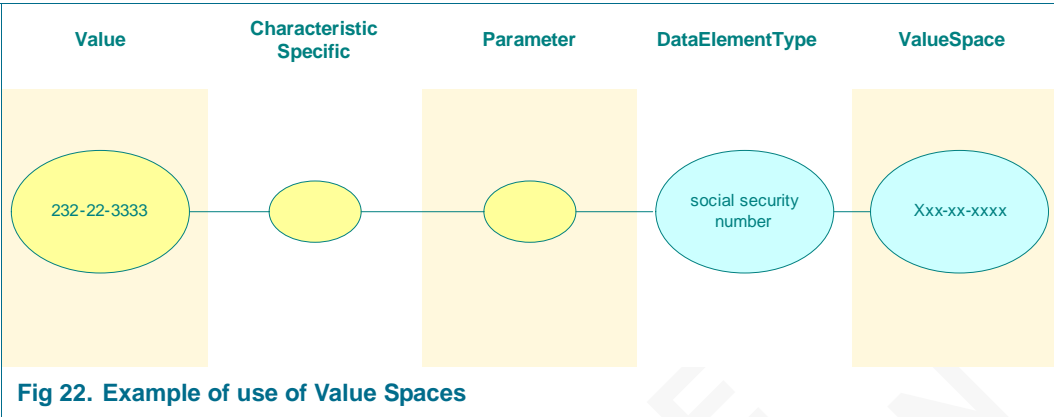 Value
Characteristic
Specific
Parameter
DataElementType
ValueSpace
232-22-3333
social security
number
Xxx-xx-xxxx
Fig 22. Example of use of Value Spaces